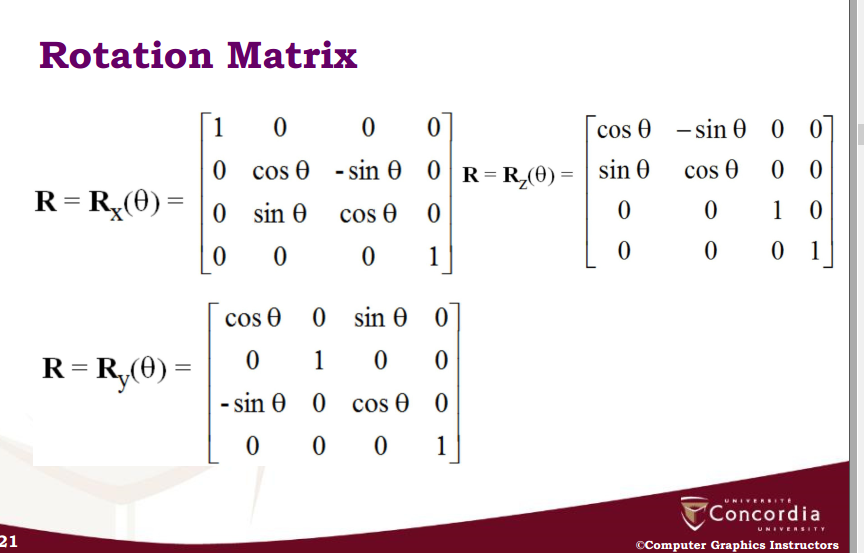 Rotation Matrix
R = Rx(θ) =
1 0 0 0
0 cos θ - sin θ 0
0 sin θ cos θ 0
0 0 0 1
R = Rz(θ) =
cos θ − sin θ 0 0
sin θ cos θ 0 0
0 0 1 0
0 0 0 1
R = Ry(θ) =
cos θ 0 sin θ 0
0 1 0 0
- sin θ 0 cos θ 0
0 0 0 1
UNIVERSITÉ
Concordia
UNIVERSITY
21
©Computer Graphics Instructors